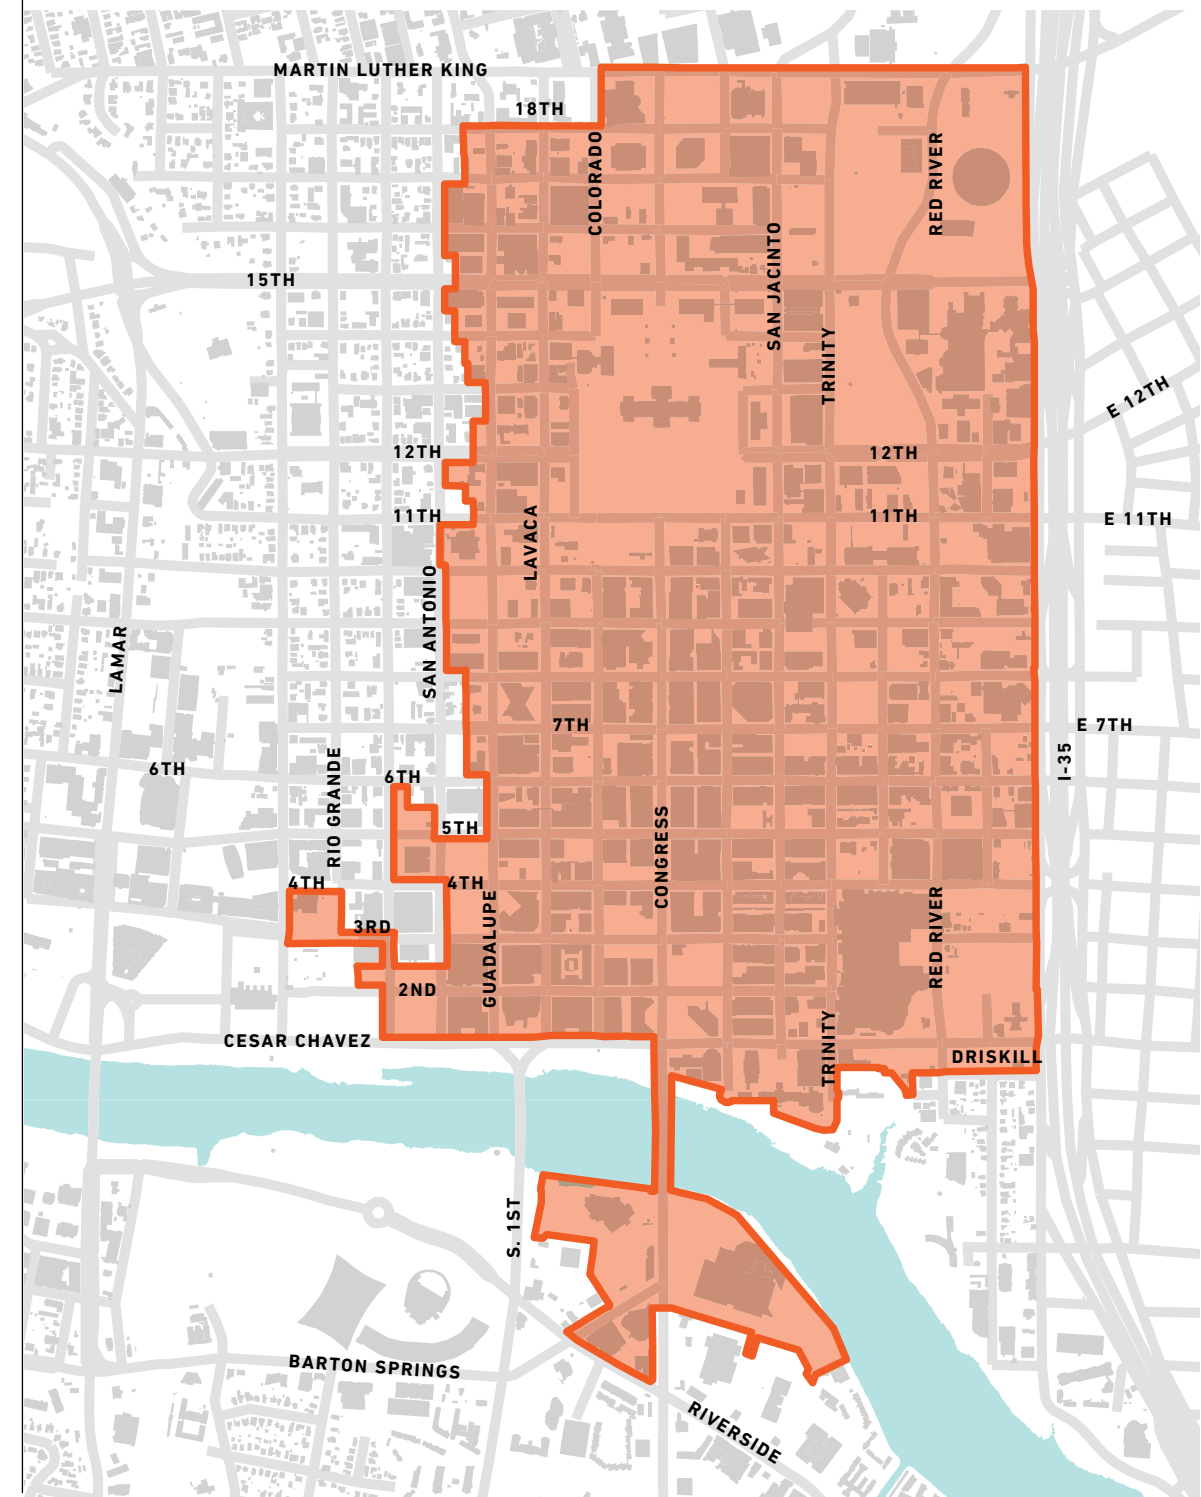 MARTIN LUTHER KING
18TH
COLORADO
RED RIVER
SAN JACINTO
15TH
TRINITY
E 12TH
12TH
12TH
11TH
11TH
E 11TH
LAVACA
SAN ANTONIO
LAMAR
7TH
E 7TH
I-35
6TH
6TH
RIO GRANDE
5TH
CONGRESS
4TH
4TH
GUADALUPE
RED RIVER
3RD
2ND
TRINITY
CESAR CHAVEZ
DRISKILL
S. 1ST
BARTON SPRINGS
RIVERSIDE